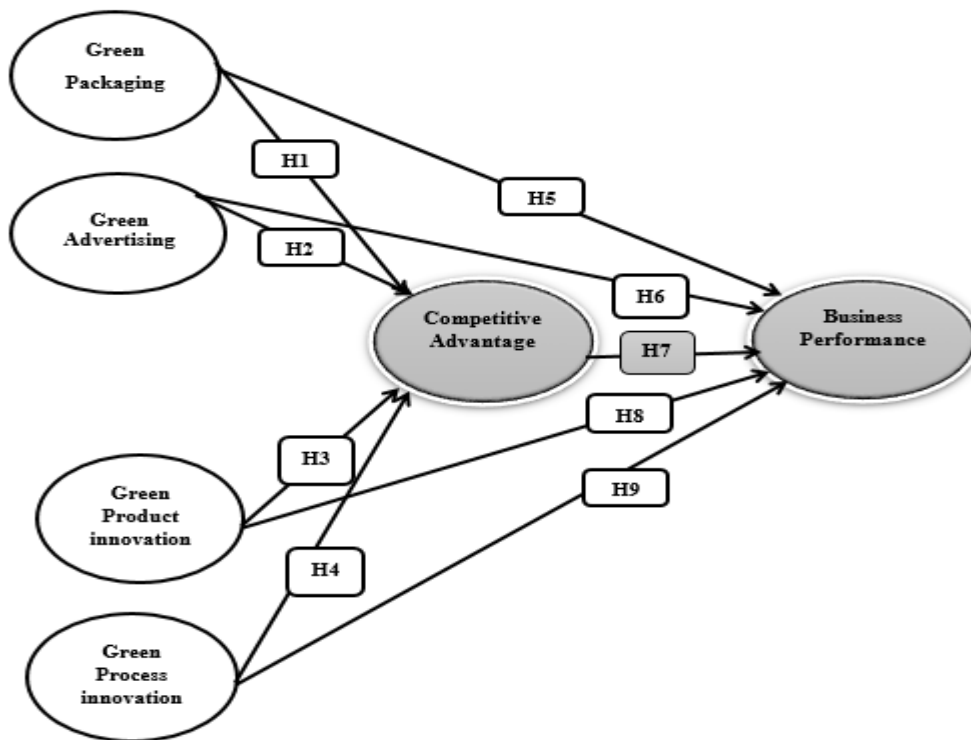 Green
Packaging
H1
H5
Green
Advertising
H2
H6
Competitive
Advantage
H7
Business
Performance
H8
H3
Green
Product
innovation
H9
H4
Green
Process
innovation